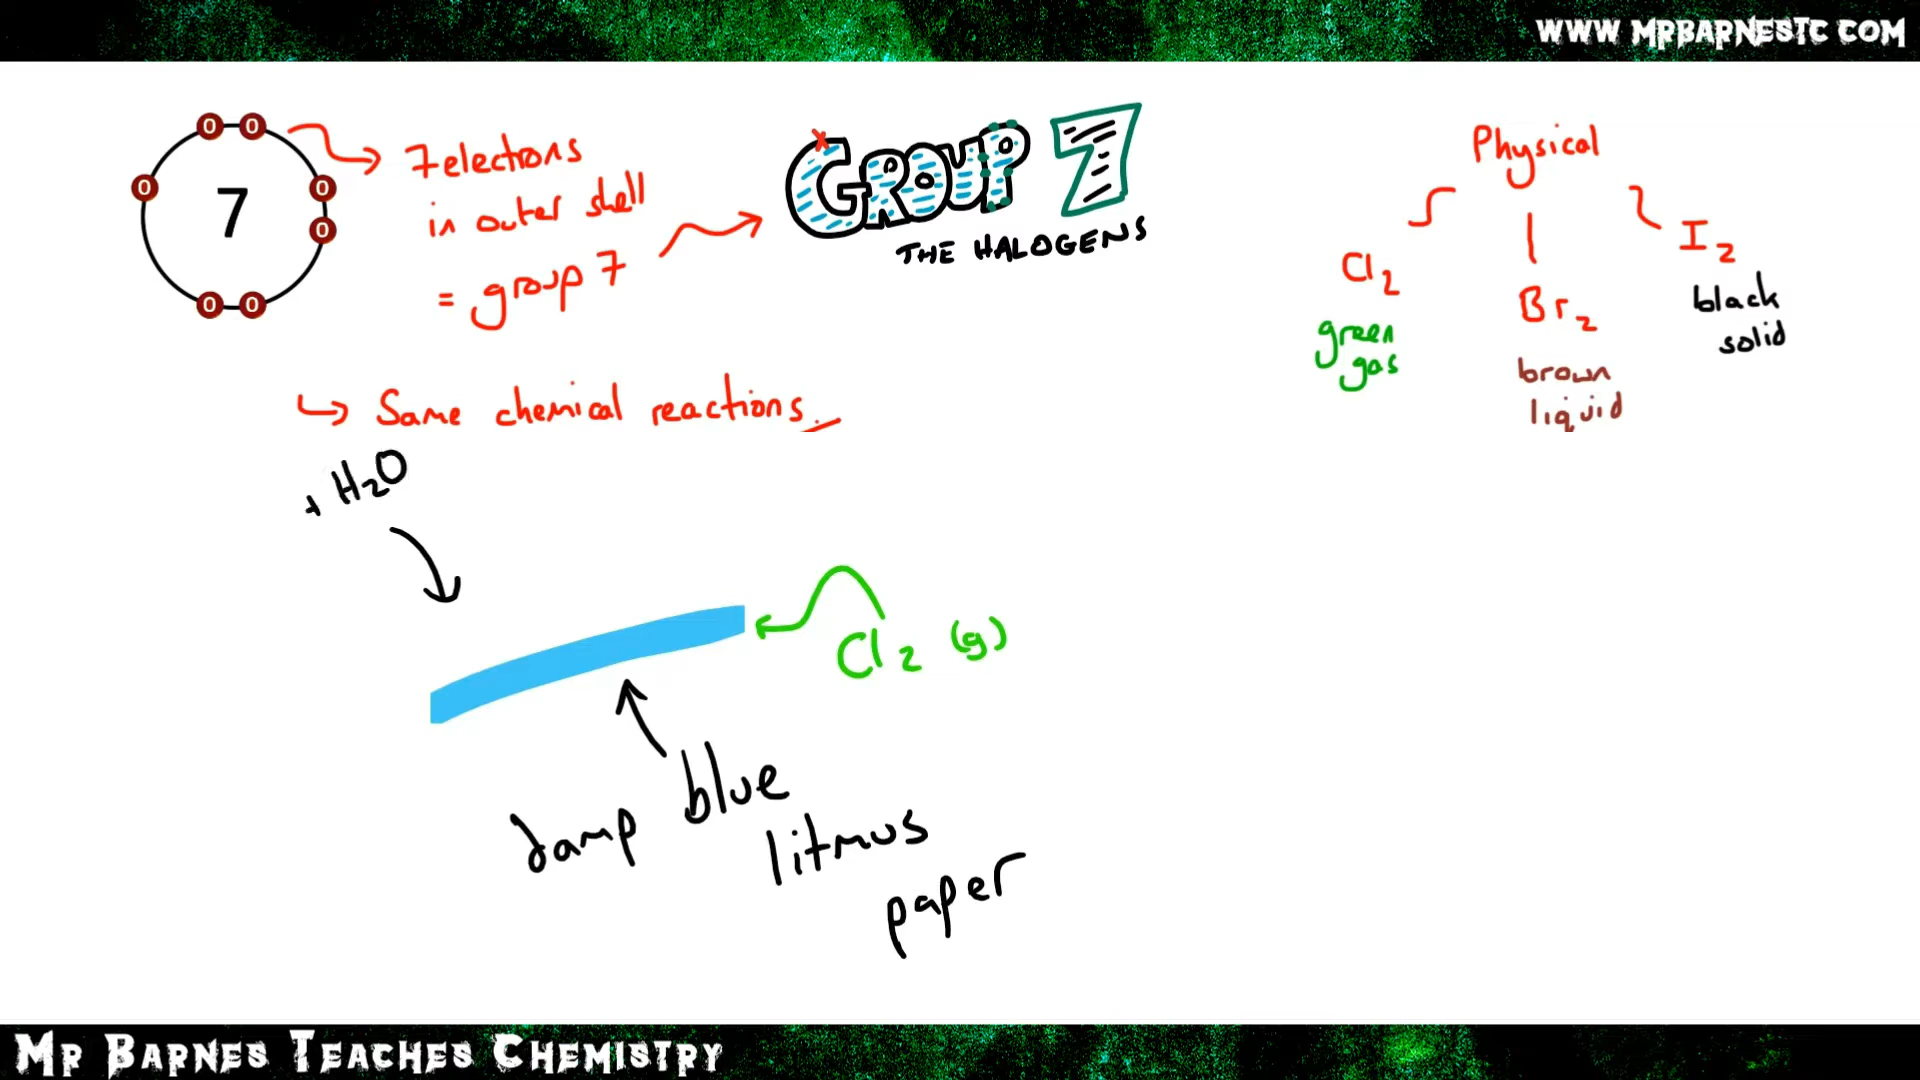 WWW MRBARNESTC COM
7
7 electrons
in outer shell
= group 7
GROUP 7
THE HALOGENS
Physical
Cl2
green
gas
Br2
brown
liquid
I2
black
solid
↳ Same chemical reactions.
+ H2O
Cl2 (g)
damp blue
litmus
paper
MR BARNES TEACHES CHEMISTRY